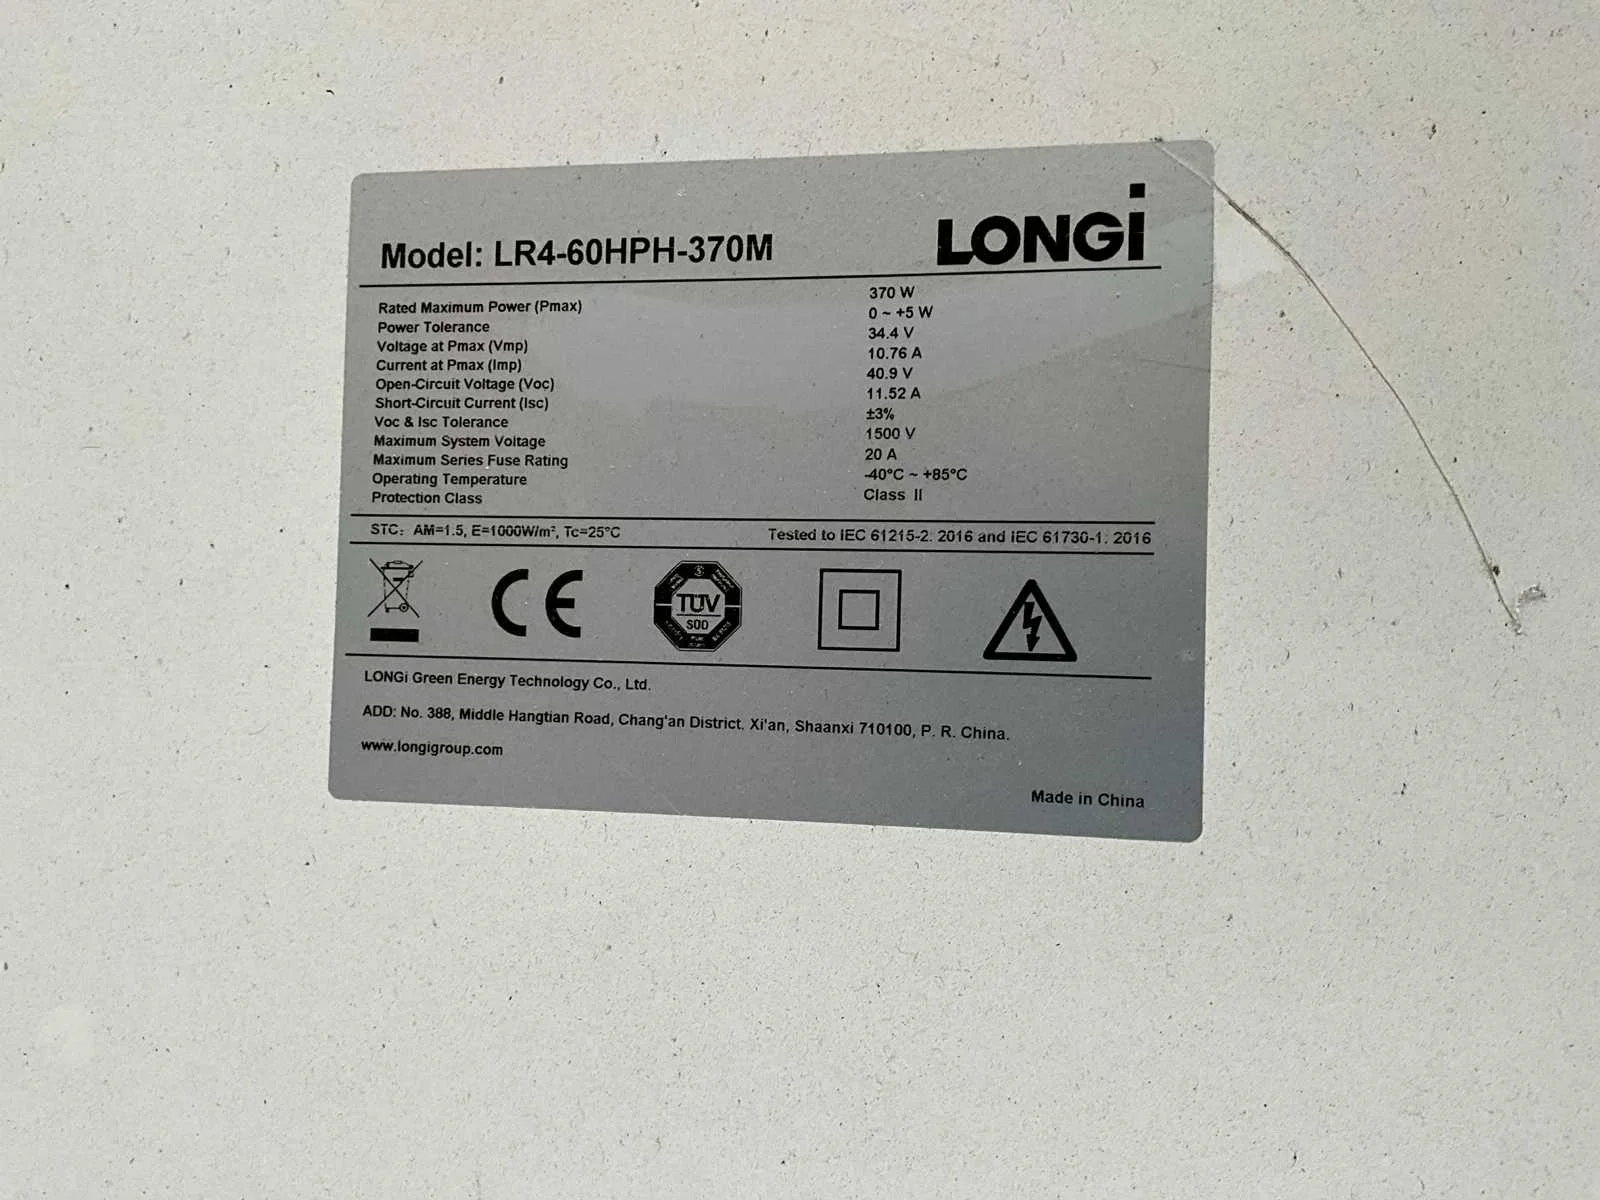 LONGi
Model: LR4-60HPH-370M
Rated Maximum Power (Pmax) 370 W
Power Tolerance 0 ~ +5 W
Voltage at Pmax (Vmp) 34.4 V
Current at Pmax (Imp) 10.76 A
Open-Circuit Voltage (Voc) 40.9 V
Short-Circuit Current (Isc) 11.52 A
Voc & Isc Tolerance ±3%
Maximum System Voltage 1500 V
Maximum Series Fuse Rating 20 A
Operating Temperature -40°C ~ +85°C
Protection Class Class II
STC: AM=1.5, E=1000W/m², Tc=25°C Tested to IEC 61215-2: 2016 and IEC 61730-1: 2016
CE
TÜV
SÜD
LONGi Green Energy Technology Co., Ltd.
ADD: No. 388, Middle Hangtian Road, Chang'an District, Xi'an, Shaanxi 710100, P. R. China.
www.longigroup.com
Made in China